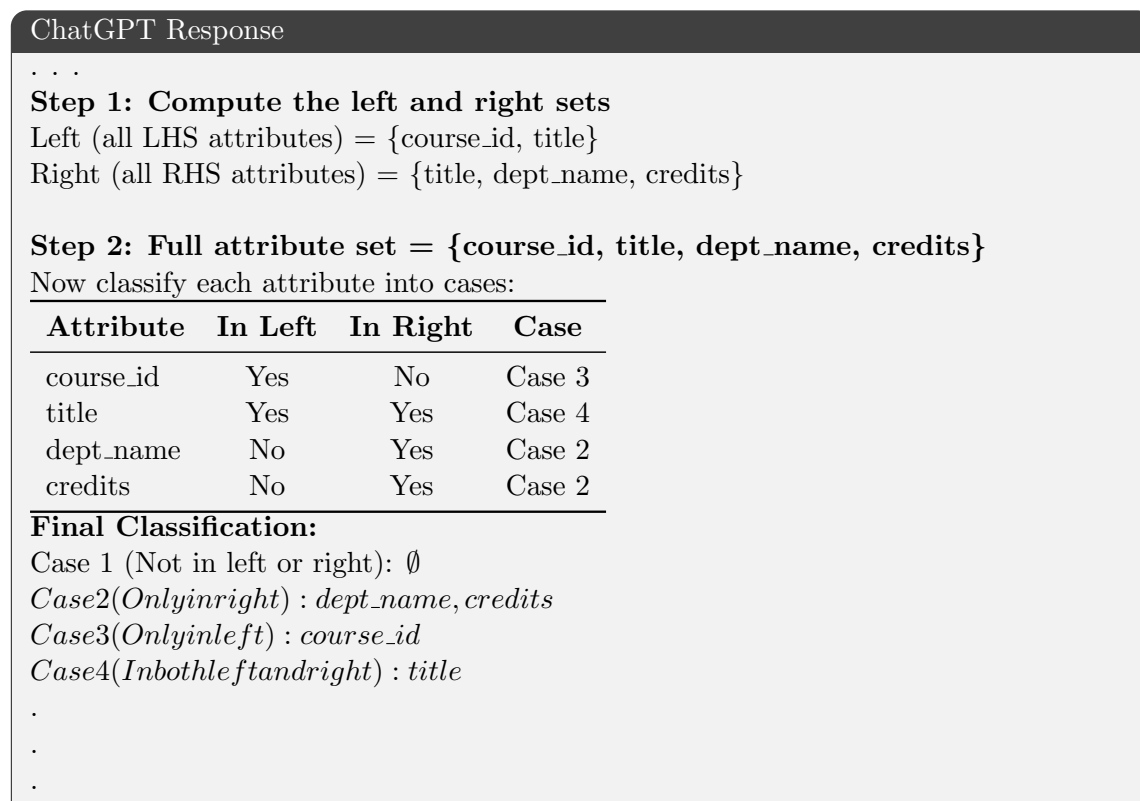 ChatGPT Response
. . .
Step 1: Compute the left and right sets
Left (all LHS attributes) = {course_id, title}
Right (all RHS attributes) = {title, dept_name, credits}
Step 2: Full attribute set = {course_id, title, dept_name, credits}
Now classify each attribute into cases:
Attribute In Left In Right Case
course_id Yes No Case 3
title Yes Yes Case 4
dept_name No Yes Case 2
credits No Yes Case 2
Final Classification:
Case 1 (Not in left or right): ∅
Case2(Onlyinright) : dept_name, credits
Case3(Onlyinleft) : course_id
Case4(Inbothleftandright) : title
.
.
.